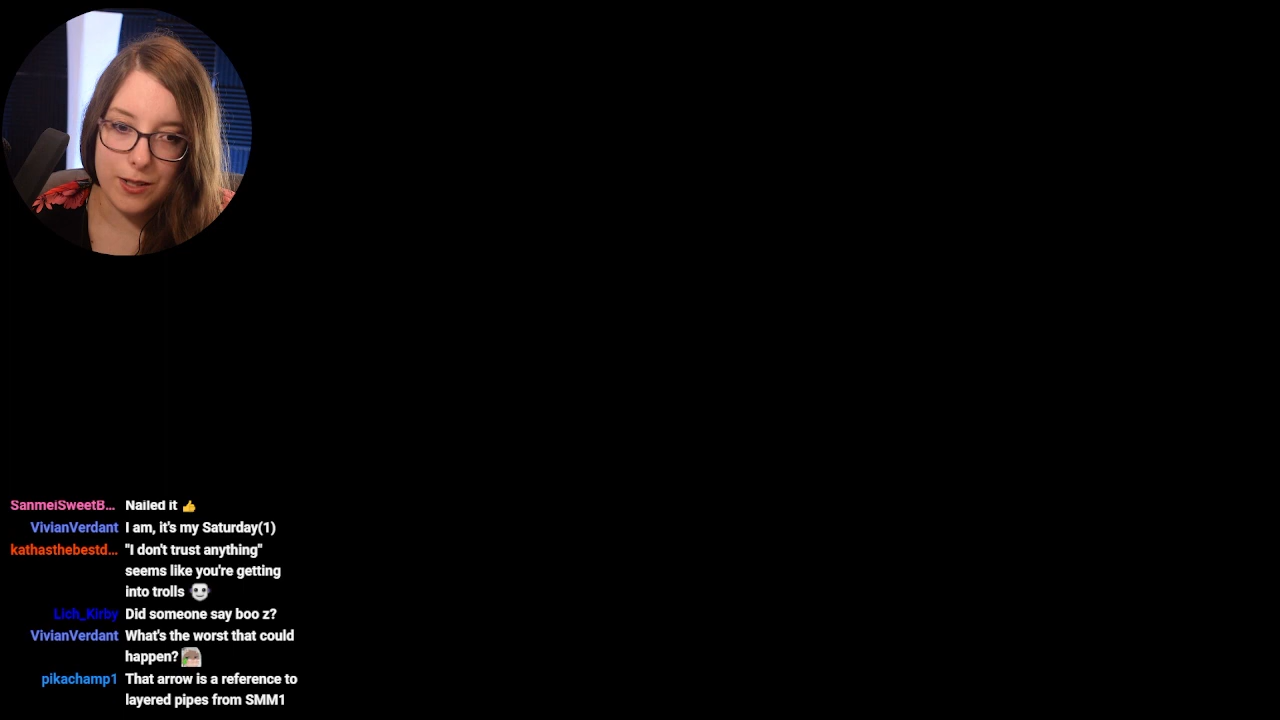 SanmeiSweetB... Nailed it 👍
VivianVerdant I am, it's my Saturday(1)
kathasthebestd... "I don't trust anything"
seems like you're getting
into trolls
Lich_Kirby Did someone say boo z?
VivianVerdant What's the worst that could
happen?
pikachamp1 That arrow is a reference to
layered pipes from SMM1